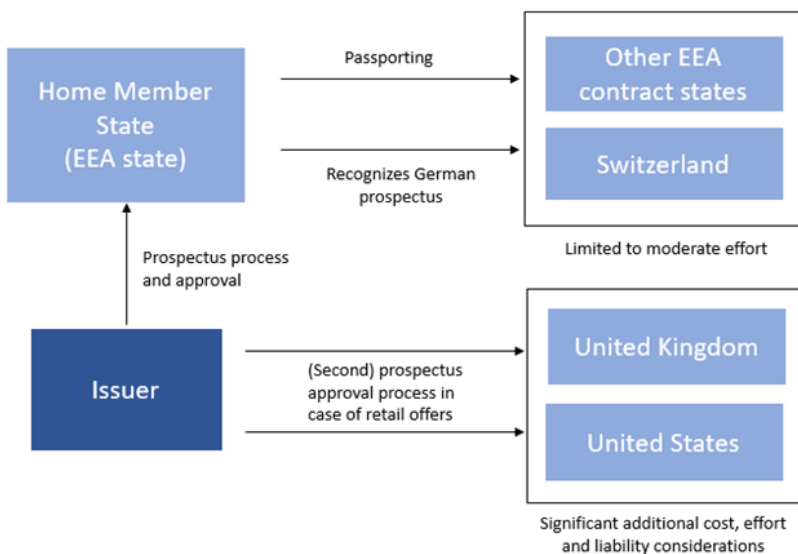 Home Member
State
(EEA state)
Passporting
Other EEA
contract states
Recognizes German
prospectus
Switzerland
Limited to moderate effort
Prospectus process
and approval
Issuer
(Second) prospectus
approval process in
case of retail offers
United Kingdom
United States
Significant additional cost, effort
and liability considerations